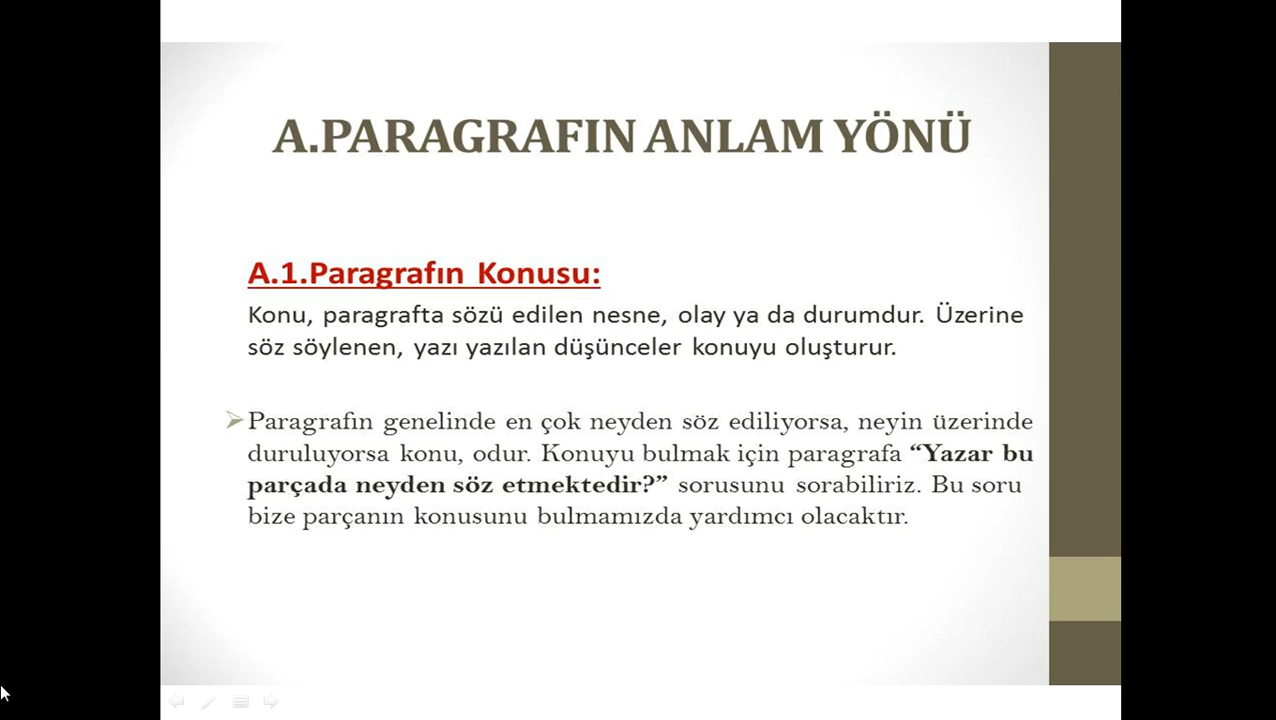 A.PARAGRAFIN ANLAM YÖNÜ
A.1.Paragrafın Konusu:
Konu, paragrafta sözü edilen nesne, olay ya da durumdur. Üzerine
söz söylenen, yazı yazılan düşünceler konuyu oluşturur.
Paragrafın genelinde en çok neyden söz ediliyorsa, neyin üzerinde
duruluyorsa konu, odur. Konuyu bulmak için paragrafa “Yazar bu
parçada neyden söz etmektedir?” sorusunu sorabiliriz. Bu soru
bize parçanın konusunu bulmamızda yardımcı olacaktır.